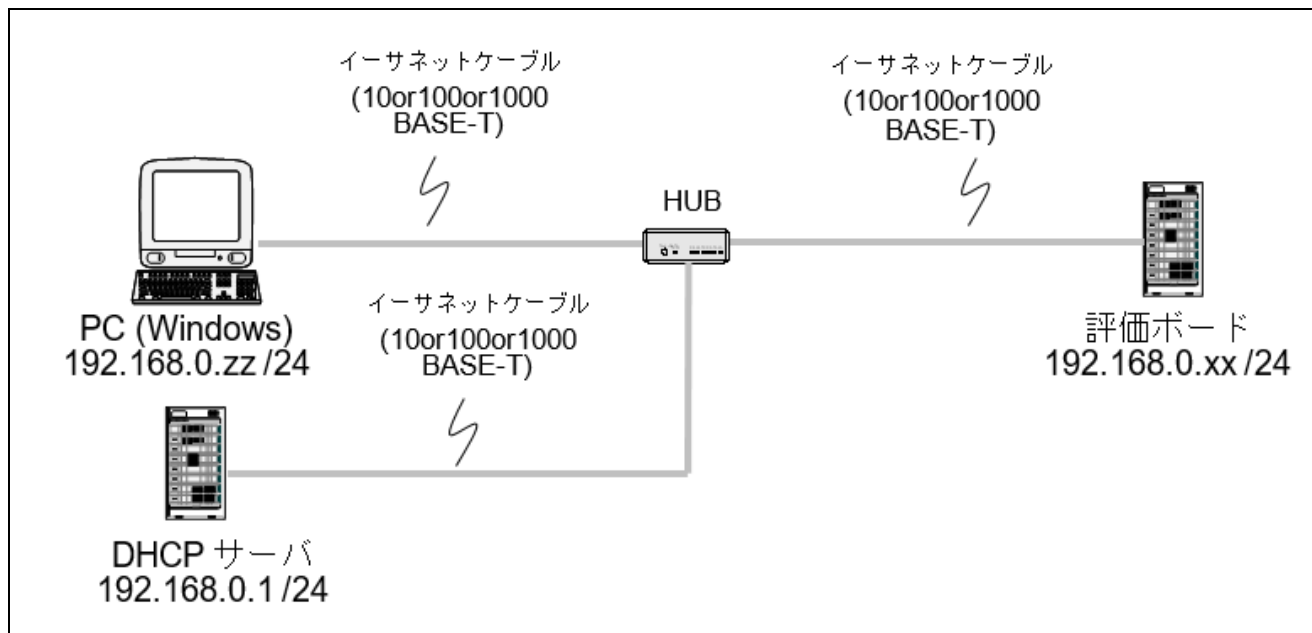 イーサネットケーブル
(10or100or1000
BASE-T)
イーサネットケーブル
(10or100or1000
BASE-T)
HUB
PC (Windows)
192.168.0.zz /24
イーサネットケーブル
(10or100or1000
BASE-T)
評価ボード
192.168.0.xx /24
DHCP サーバ
192.168.0.1 /24